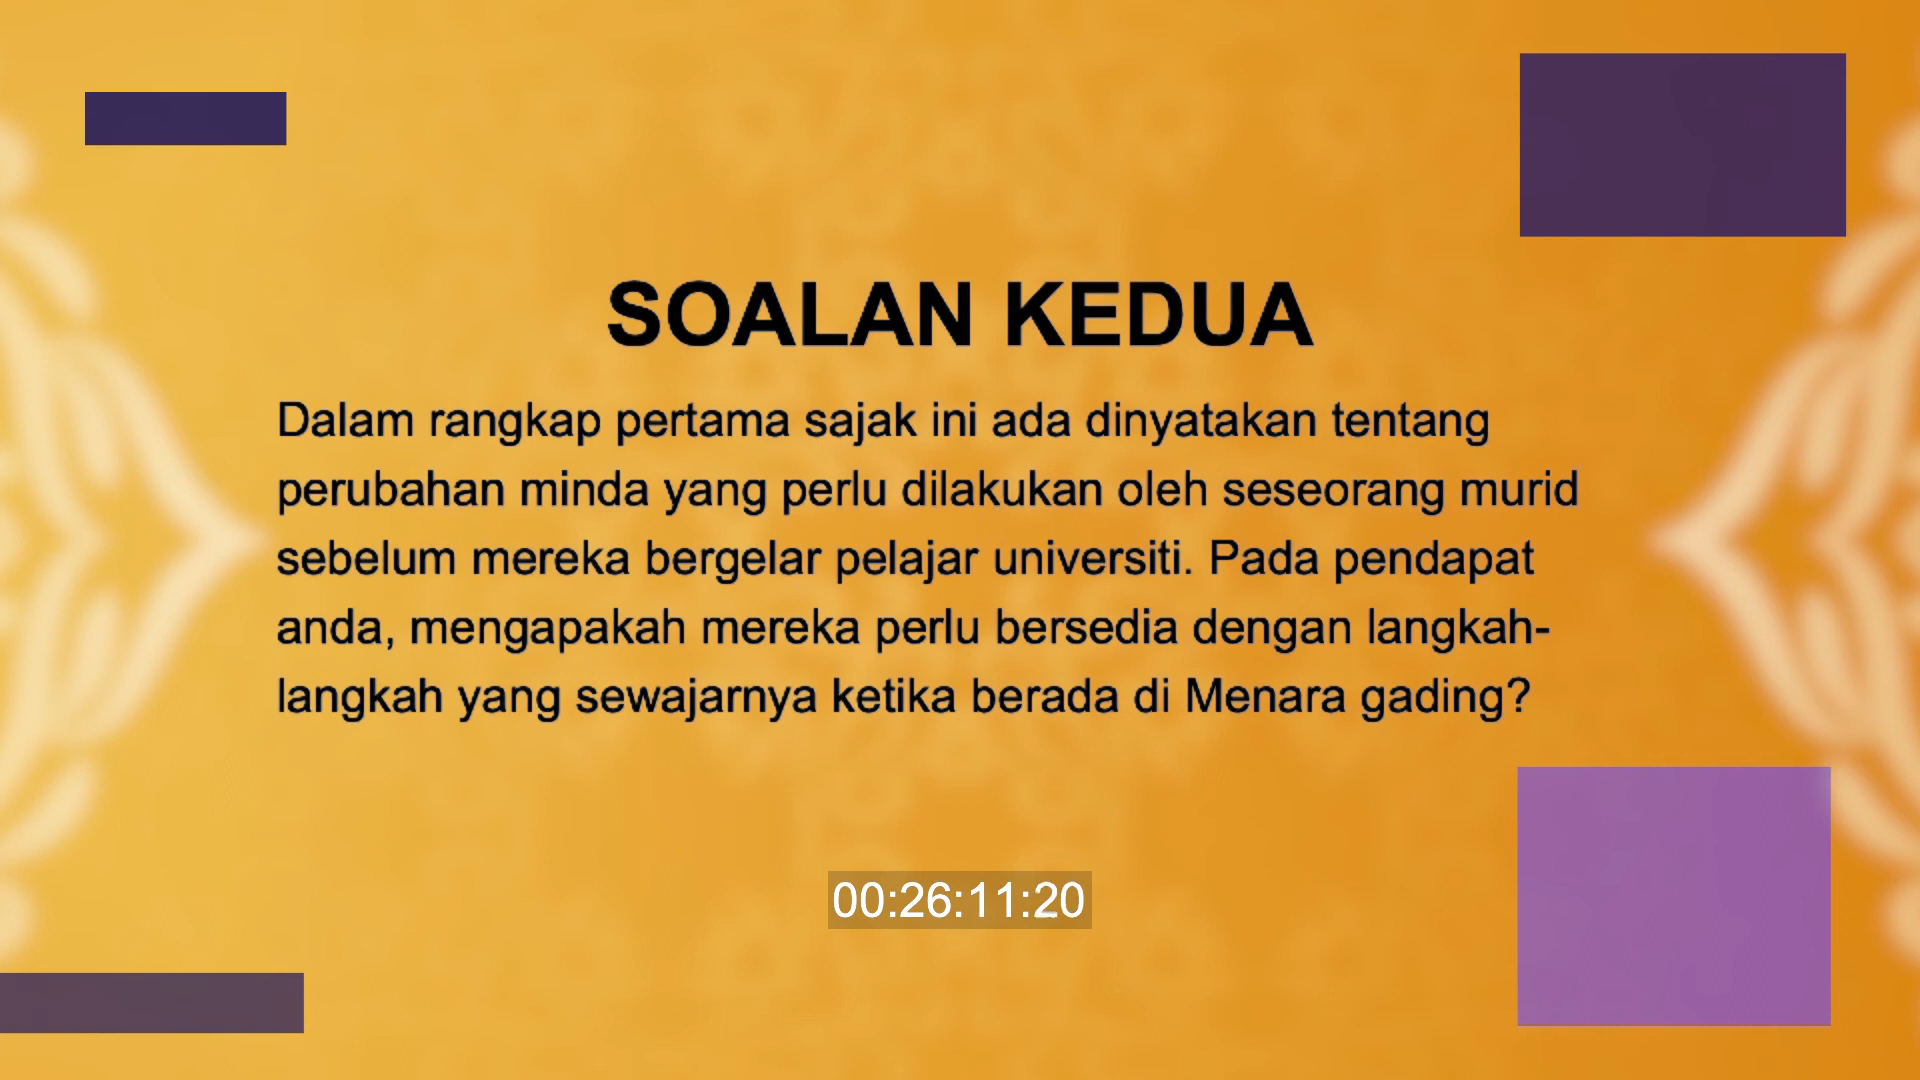 SOALAN KEDUA
Dalam rangkap pertama sajak ini ada dinyatakan tentang
perubahan minda yang perlu dilakukan oleh seseorang murid
sebelum mereka bergelar pelajar universiti. Pada pendapat
anda, mengapakah mereka perlu bersedia dengan langkah-
langkah yang sewajarnya ketika berada di Menara gading?
00:26:11:20